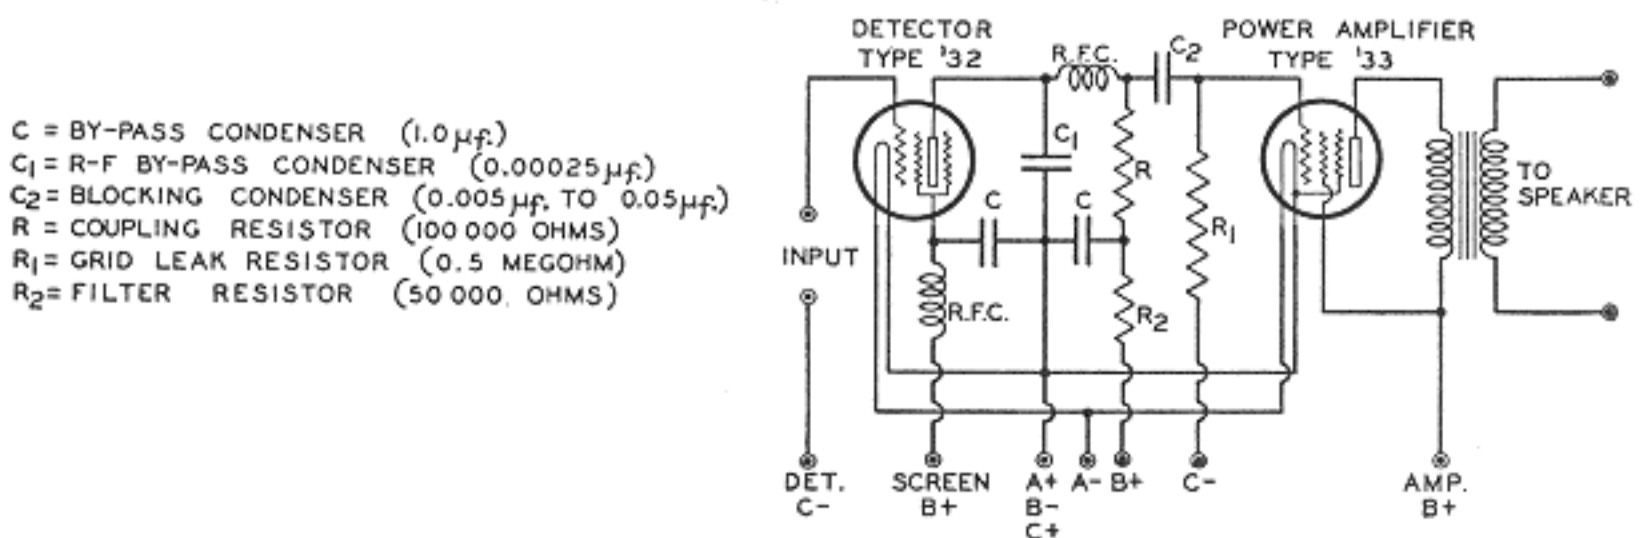 C = BY-PASS CONDENSER (1.0 μf.)
C1 = R-F BY-PASS CONDENSER (0.00025 μf.)
C2 = BLOCKING CONDENSER (0.005 μf. TO 0.05 μf.)
R = COUPLING RESISTOR (100 000 OHMS)
R1 = GRID LEAK RESISTOR (0.5 MEGOHM)
R2 = FILTER RESISTOR (50 000. OHMS)
DETECTOR
TYPE '32
R.F.C.
C2
POWER AMPLIFIER
TYPE '33
C1
R
TO
SPEAKER
C
C
R1
INPUT
R.F.C.
R2
DET.
C-
SCREEN
B+
A+
B-
C+
A-
B+
C-
AMP.
B+